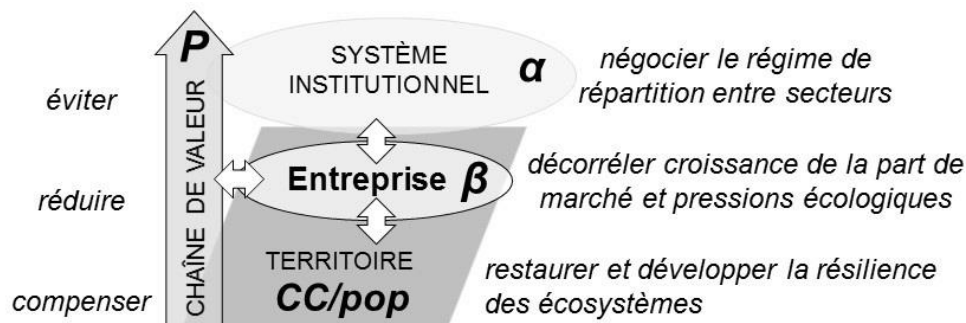 P
CHAÎNE DE VALEUR
éviter
réduire
compenser
SYSTÈME
INSTITUTIONNEL α
Entreprise β
TERRITOIRE
CC/pop
négocier le régime de
répartition entre secteurs
décorréler croissance de la part de
marché et pressions écologiques
restaurer et développer la résilience
des écosystèmes